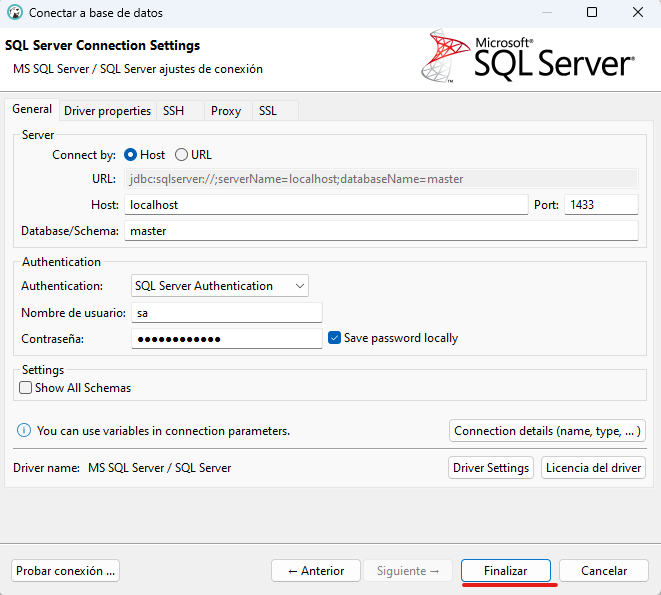 Conectar a base de datos
SQL Server Connection Settings
MS SQL Server / SQL Server ajustes de conexión
Microsoft®
SQL Server®
General Driver properties SSH Proxy SSL
Server
Connect by: Host URL
URL: jdbc:sqlserver://;serverName=localhost;databaseName=master
Host: localhost Port: 1433
Database/Schema: master
Authentication
Authentication: SQL Server Authentication
Nombre de usuario: sa
Contraseña: ●●●●●●●●●●●● Save password locally
Settings
Show All Schemas
You can use variables in connection parameters. Connection details (name, type, ... )
Driver name: MS SQL Server / SQL Server Driver Settings Licencia del driver
Probar conexión ... ← Anterior Siguiente → Finalizar Cancelar